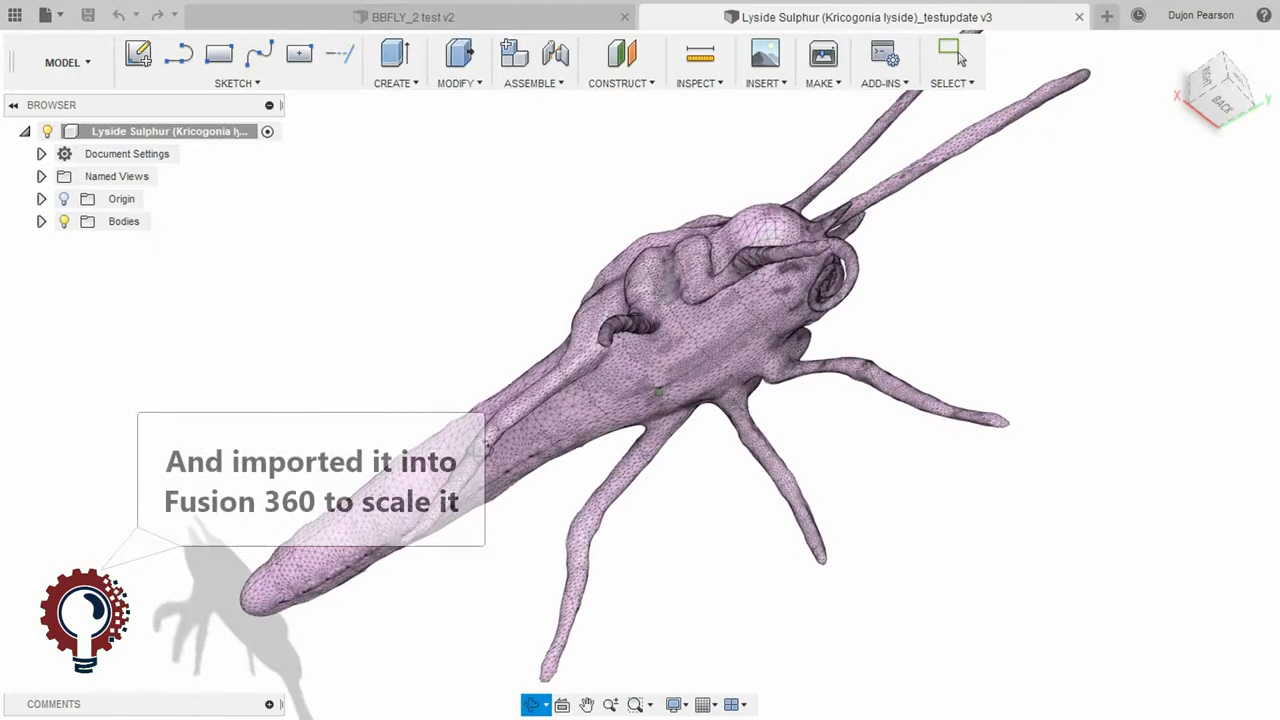 BBFLY_2 test v2
Lyside Sulphur (Kricogonia lyside)_testupdate v3
Dujon Pearson
MODEL
SKETCH
CREATE
MODIFY
ASSEMBLE
CONSTRUCT
INSPECT
INSERT
MAKE
ADD-INS
SELECT
BROWSER
Lyside Sulphur (Kricogonia ly...
Document Settings
Named Views
Origin
Bodies
RIGHT
BACK
X
Y
And imported it into
Fusion 360 to scale it
COMMENTS